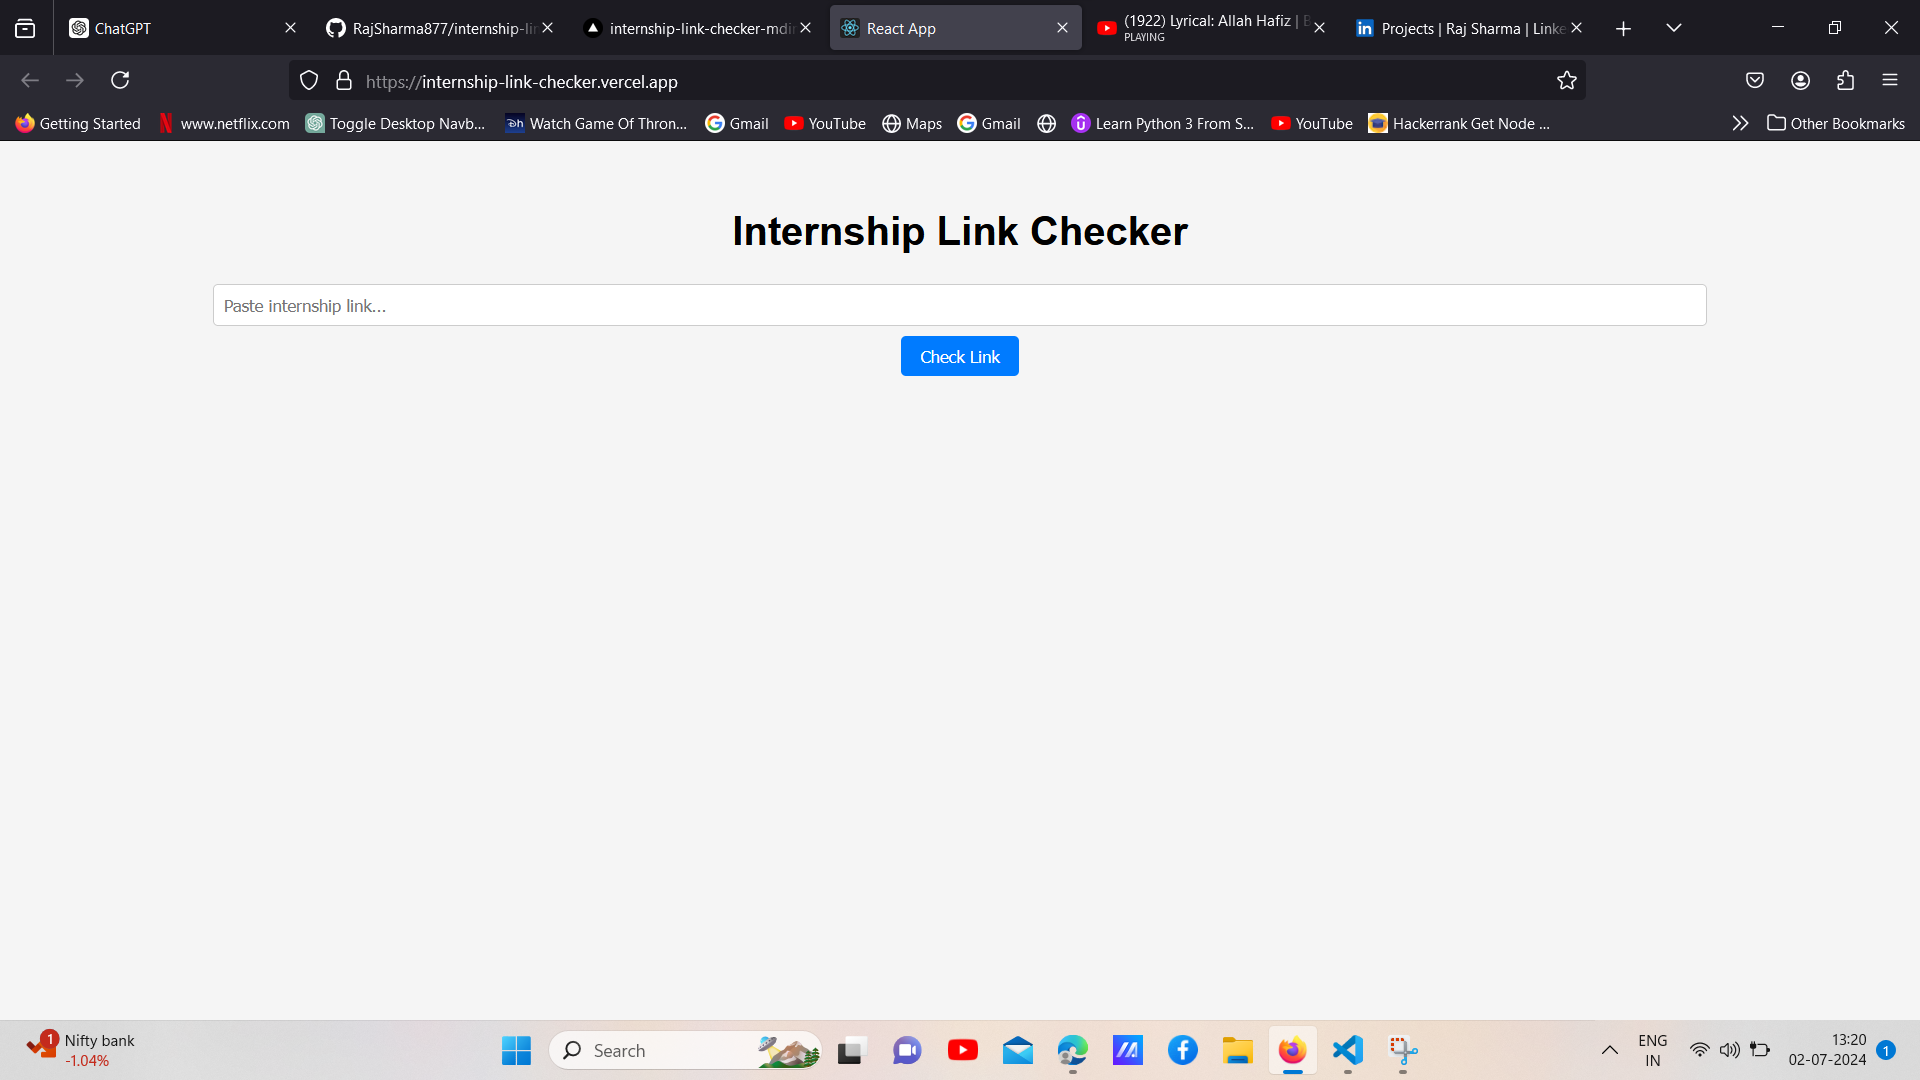 ChatGPT
RajSharma877/internship-lin
internship-link-checker-mdir
React App
(1922) Lyrical: Allah Hafiz | B
PLAYING
Projects | Raj Sharma | Linke
https://internship-link-checker.vercel.app
Getting Started
www.netflix.com
Toggle Desktop Navb...
Watch Game Of Thron...
Gmail
YouTube
Maps
Gmail
Learn Python 3 From S...
YouTube
Hackerrank Get Node ...
Other Bookmarks
Internship Link Checker
Paste internship link...
Check Link
1
Nifty bank
-1.04%
Search
ENG
IN
13:20
02-07-2024
1